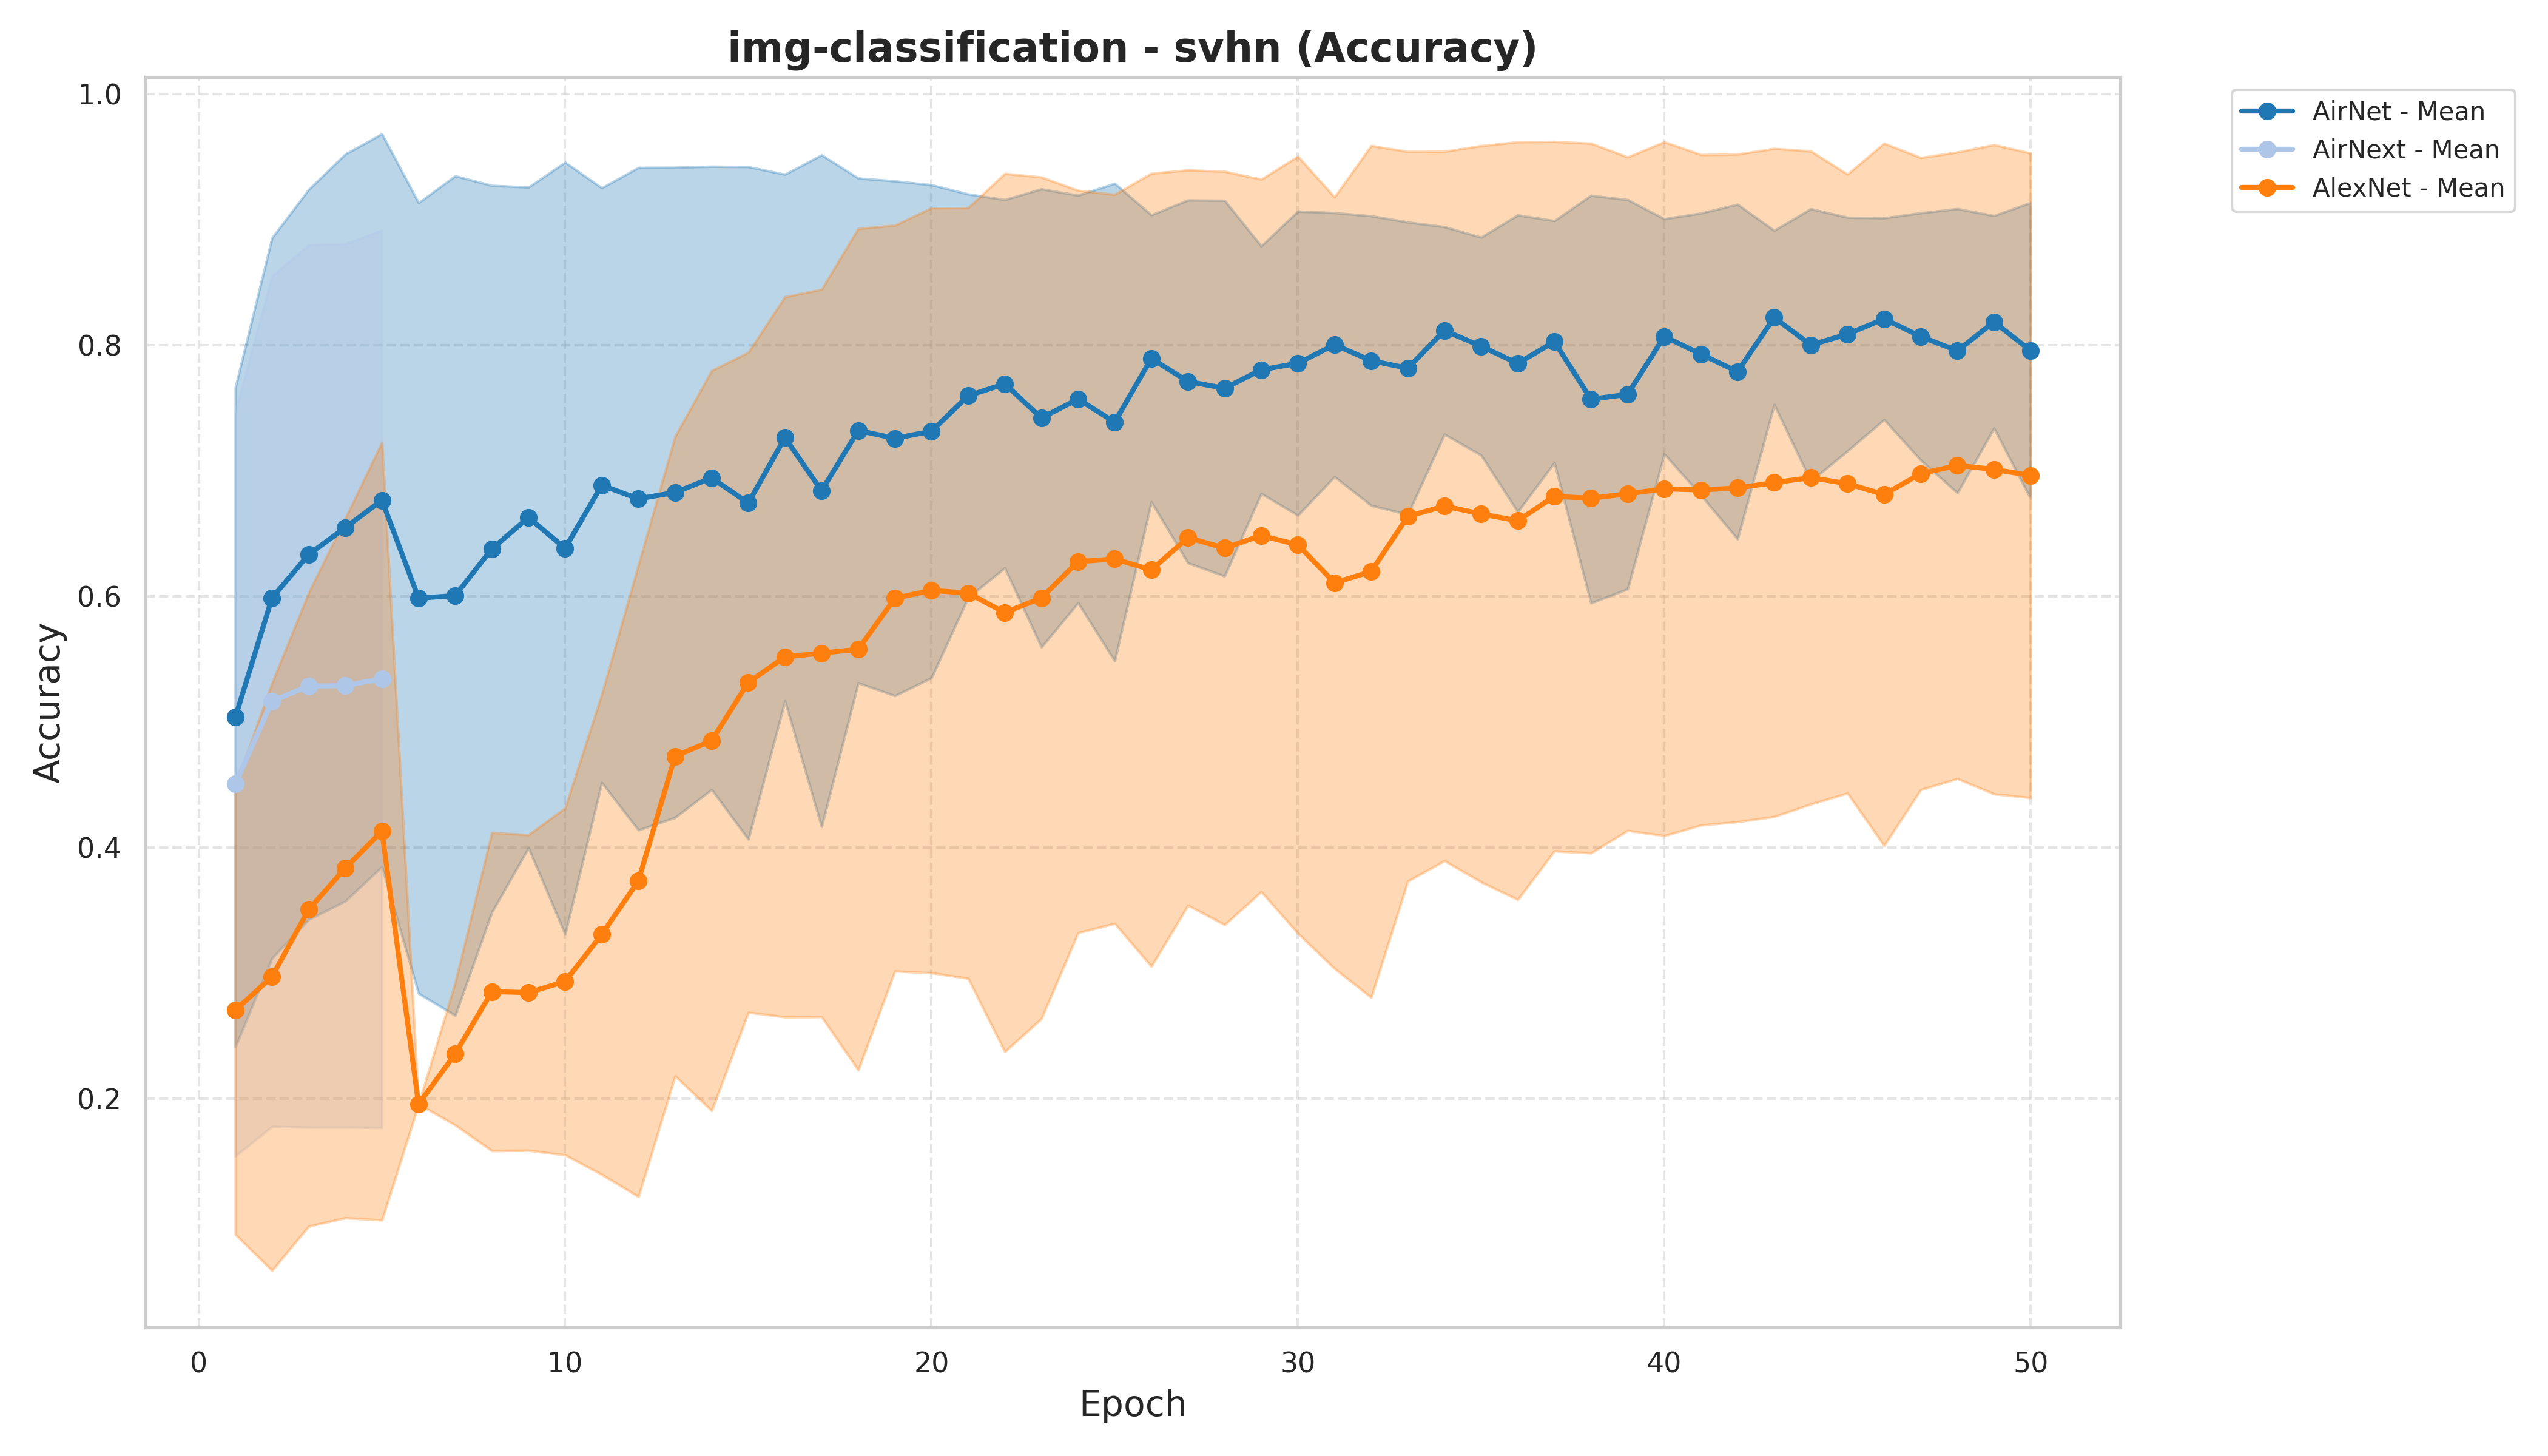 img-classification - svhn (Accuracy)
1.0
0.8
0.6
0.4
0.2
Accuracy
0
10
20
30
40
50
Epoch
AirNet - Mean
AirNext - Mean
AlexNet - Mean